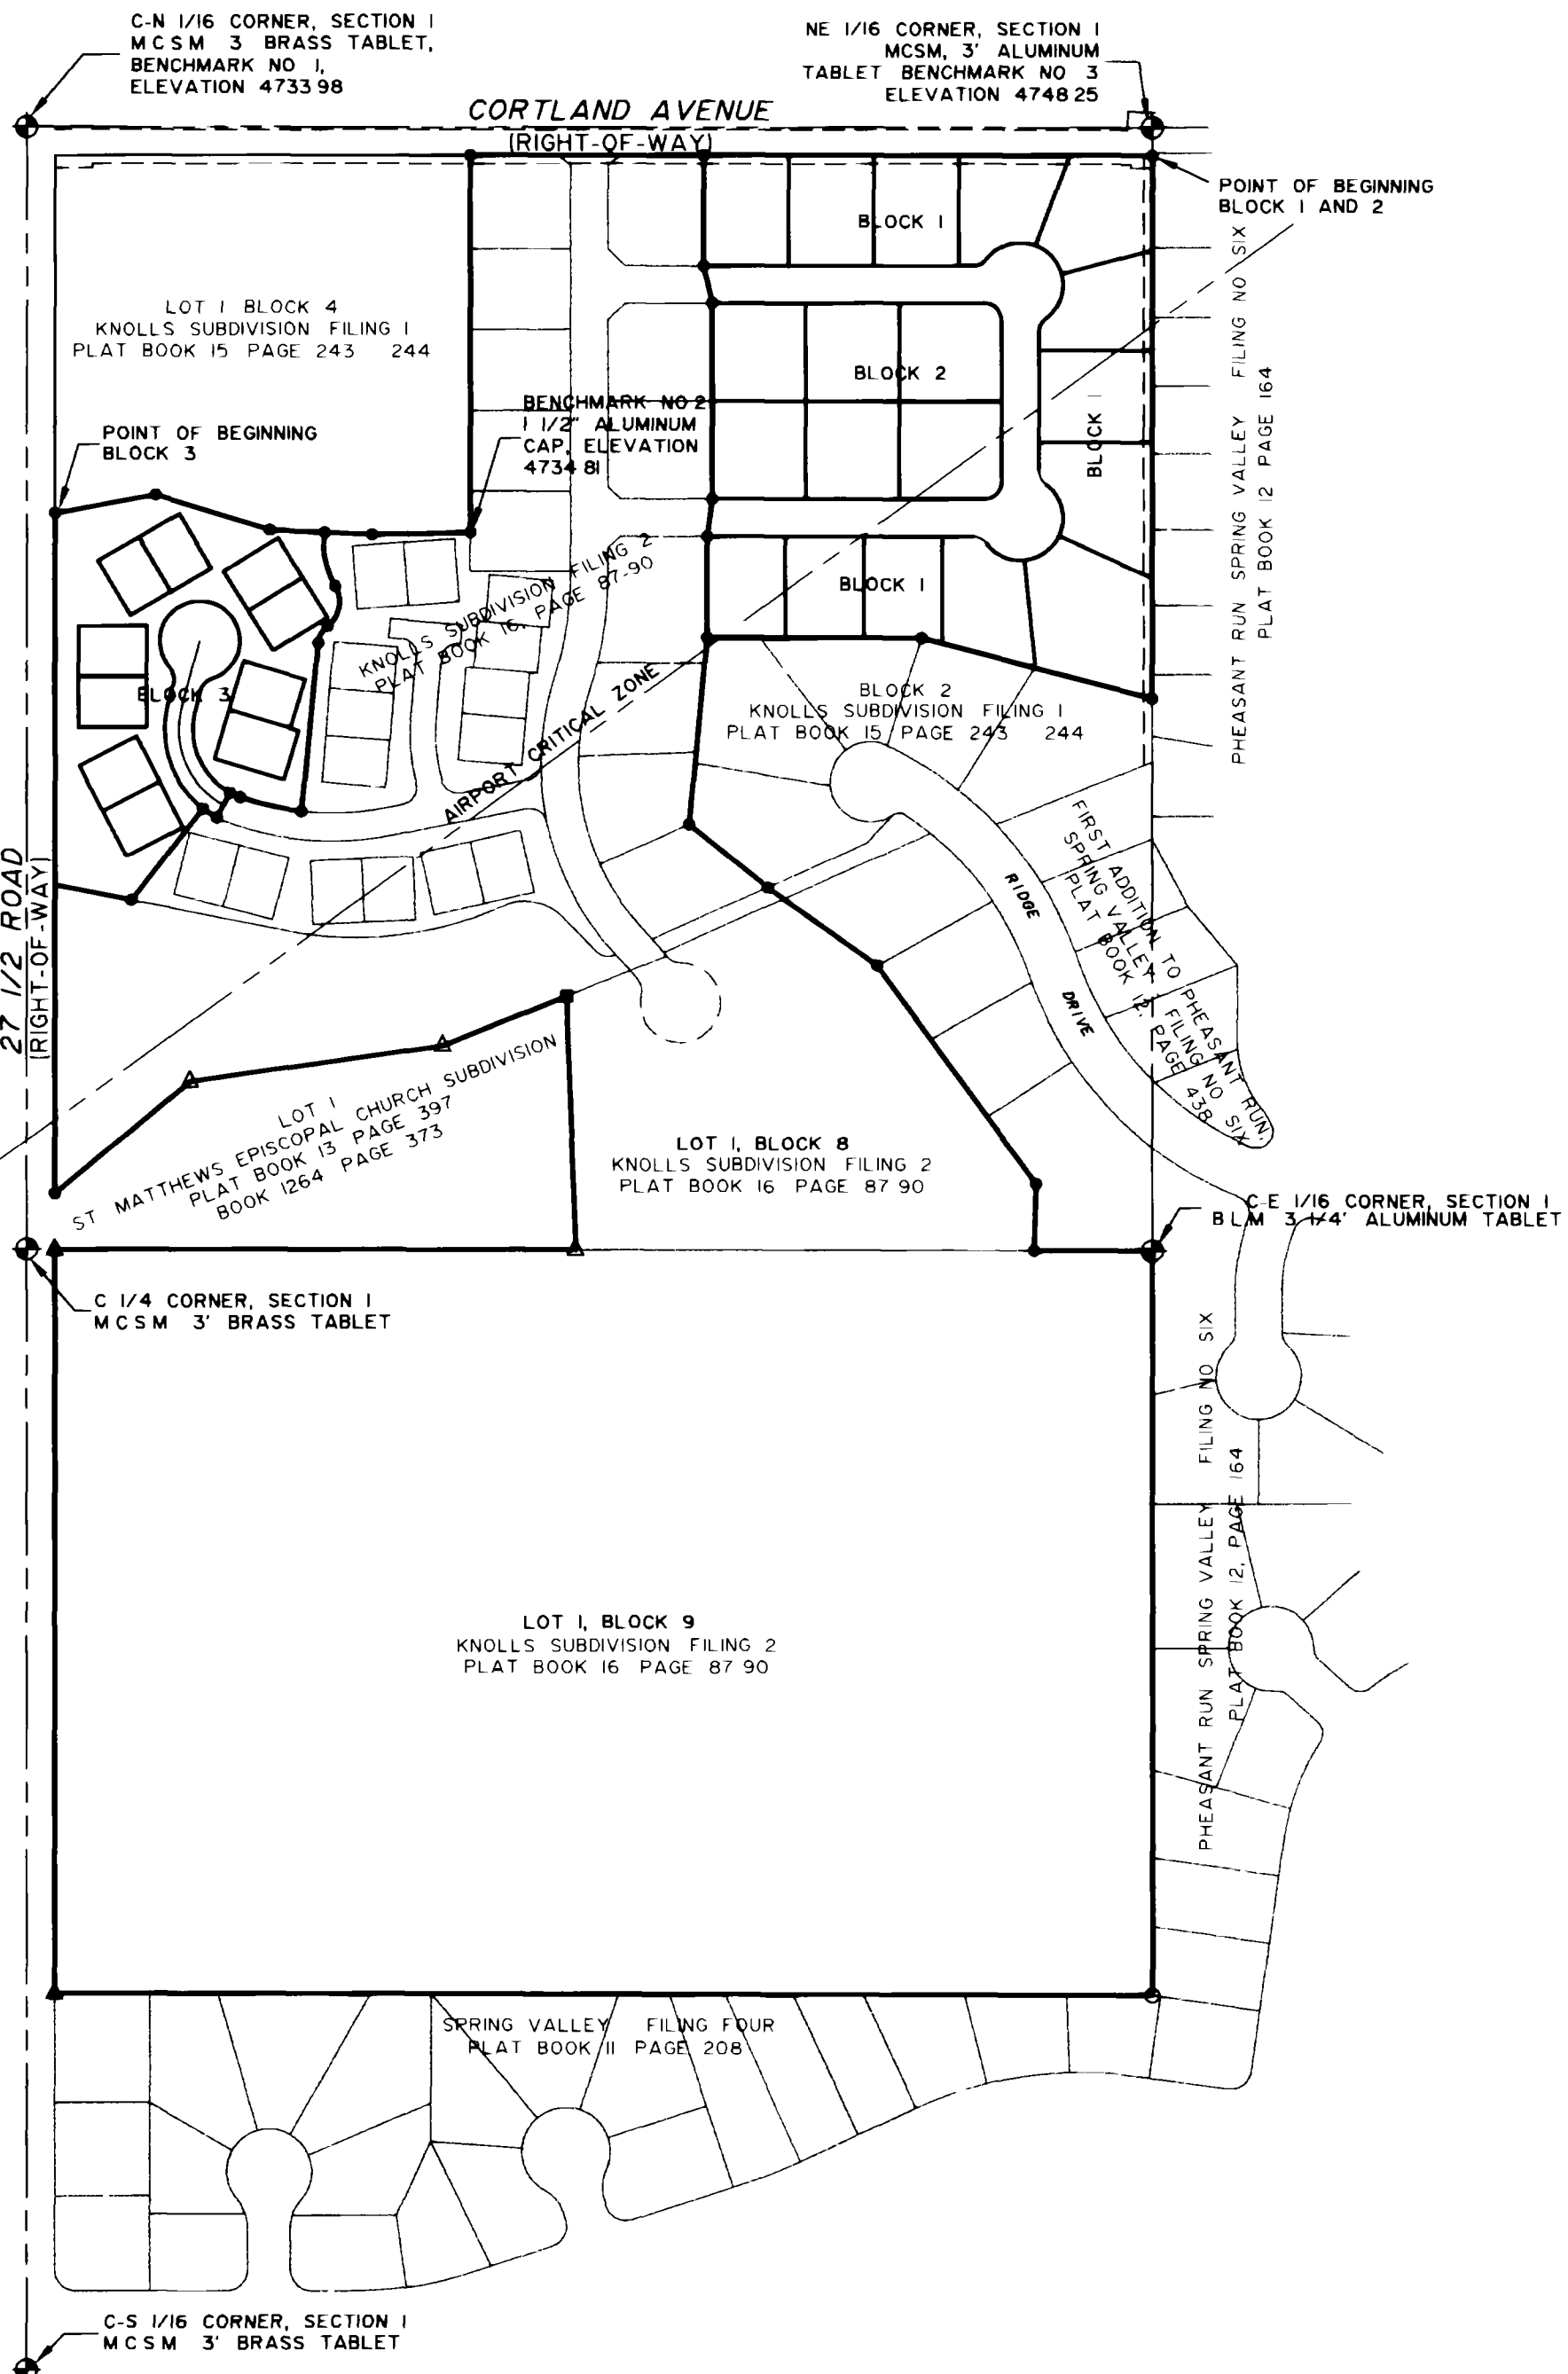 C-N 1/16 CORNER, SECTION 1
MCSM 3 BRASS TABLET,
BENCHMARK NO 1,
ELEVATION 4733 98
NE 1/16 CORNER, SECTION 1
MCSM, 3' ALUMINUM
TABLET BENCHMARK NO 3
ELEVATION 4748 25
CORTLAND AVENUE
(RIGHT-OF-WAY)
POINT OF BEGINNING
BLOCK 1 AND 2
BLOCK 1
LOT 1 BLOCK 4
KNOLLS SUBDIVISION FILING 1
PLAT BOOK 15 PAGE 243 244
BLOCK 2
BENCHMARK NO 2
1 1/2" ALUMINUM
CAP, ELEVATION
4734 81
BLOCK 1
PHEASANT RUN SPRING VALLEY FILING NO SIX
PLAT BOOK 12 PAGE 164
POINT OF BEGINNING
BLOCK 3
BLOCK 1
KNOLLS SUBDIVISION FILING 2
PLAT BOOK 16, PAGE 87-90
BLOCK 3
AIRPORT CRITICAL ZONE
BLOCK 2
KNOLLS SUBDIVISION FILING 1
PLAT BOOK 15 PAGE 243 244
RIDGE
DRIVE
FIRST ADDITION TO PHEASANT RUN,
SPRING VALLEY FILING NO SIX
PLAT BOOK 12, PAGE 438
27 1/2 ROAD
(RIGHT-OF-WAY)
LOT 1
ST MATTHEWS EPISCOPAL CHURCH SUBDIVISION
PLAT BOOK 13 PAGE 397
BOOK 1264 PAGE 373
LOT 1, BLOCK 8
KNOLLS SUBDIVISION FILING 2
PLAT BOOK 16 PAGE 87 90
C-E 1/16 CORNER, SECTION 1
BLM 3 1/4' ALUMINUM TABLET
C 1/4 CORNER, SECTION 1
MCSM 3' BRASS TABLET
PHEASANT RUN SPRING VALLEY FILING NO SIX
PLAT BOOK 12, PAGE 164
LOT 1, BLOCK 9
KNOLLS SUBDIVISION FILING 2
PLAT BOOK 16 PAGE 87 90
SPRING VALLEY FILING FOUR
PLAT BOOK 11 PAGE 208
C-S 1/16 CORNER, SECTION 1
MCSM 3' BRASS TABLET